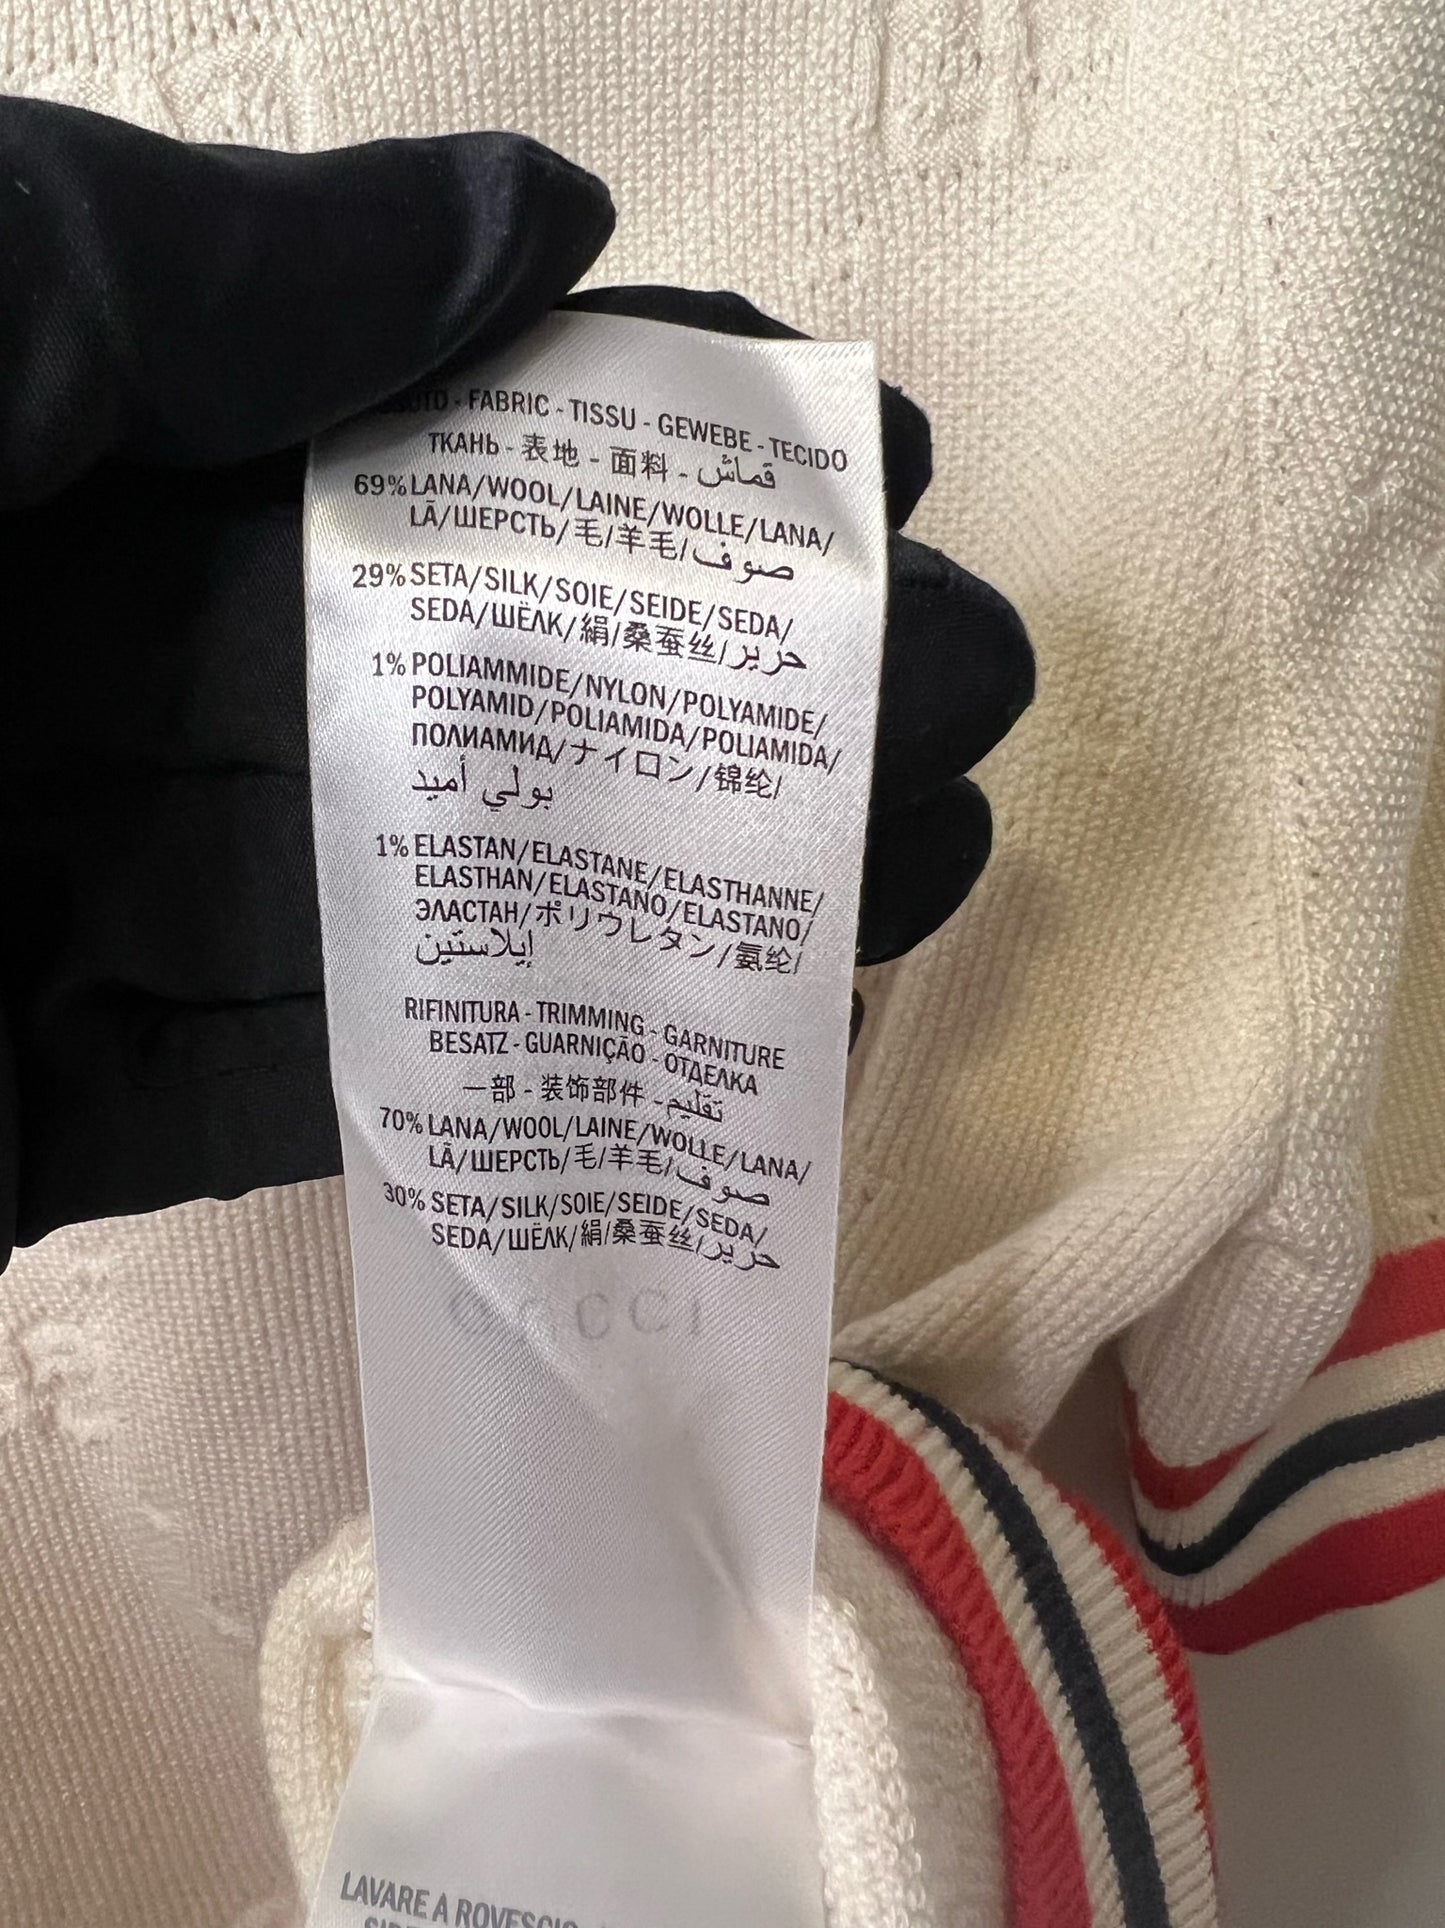 - FABRIC - TISSU - GEWEBE - TECIDO
ТКАНЬ - 表地 - 面料 - قماش
69% LANA/WOOL/LAINE/WOLLE/LANA/
LÃ/ШЕРСТЬ/毛/羊毛/صوف
29% SETA/SILK/SOIE/SEIDE/SEDA/
SEDA/ШЁЛК/絹/桑蚕丝/حرير
1% POLIAMMIDE/NYLON/POLYAMIDE/
POLYAMID/POLIAMIDA/POLIAMIDA/
ПОЛИАМИД/ナイロン/锦纶/
بولي أميد
1% ELASTAN/ELASTANE/ELASTHANNE/
ELASTHAN/ELASTANO/ELASTANO/
ЭЛАСТАН/ポリウレタン/氨纶/
إيلاستين
RIFINITURA - TRIMMING - GARNITURE
BESATZ - GUARNIÇÃO - ОТДЕЛКА
一部 - 装饰部件 - تقليم
70% LANA/WOOL/LAINE/WOLLE/LANA/
LÃ/ШЕРСТЬ/毛/羊毛/صوف
30% SETA/SILK/SOIE/SEIDE/SEDA/
SEDA/ШЁЛК/絹/桑蚕丝/حرير
LAVARE A ROVESCIO